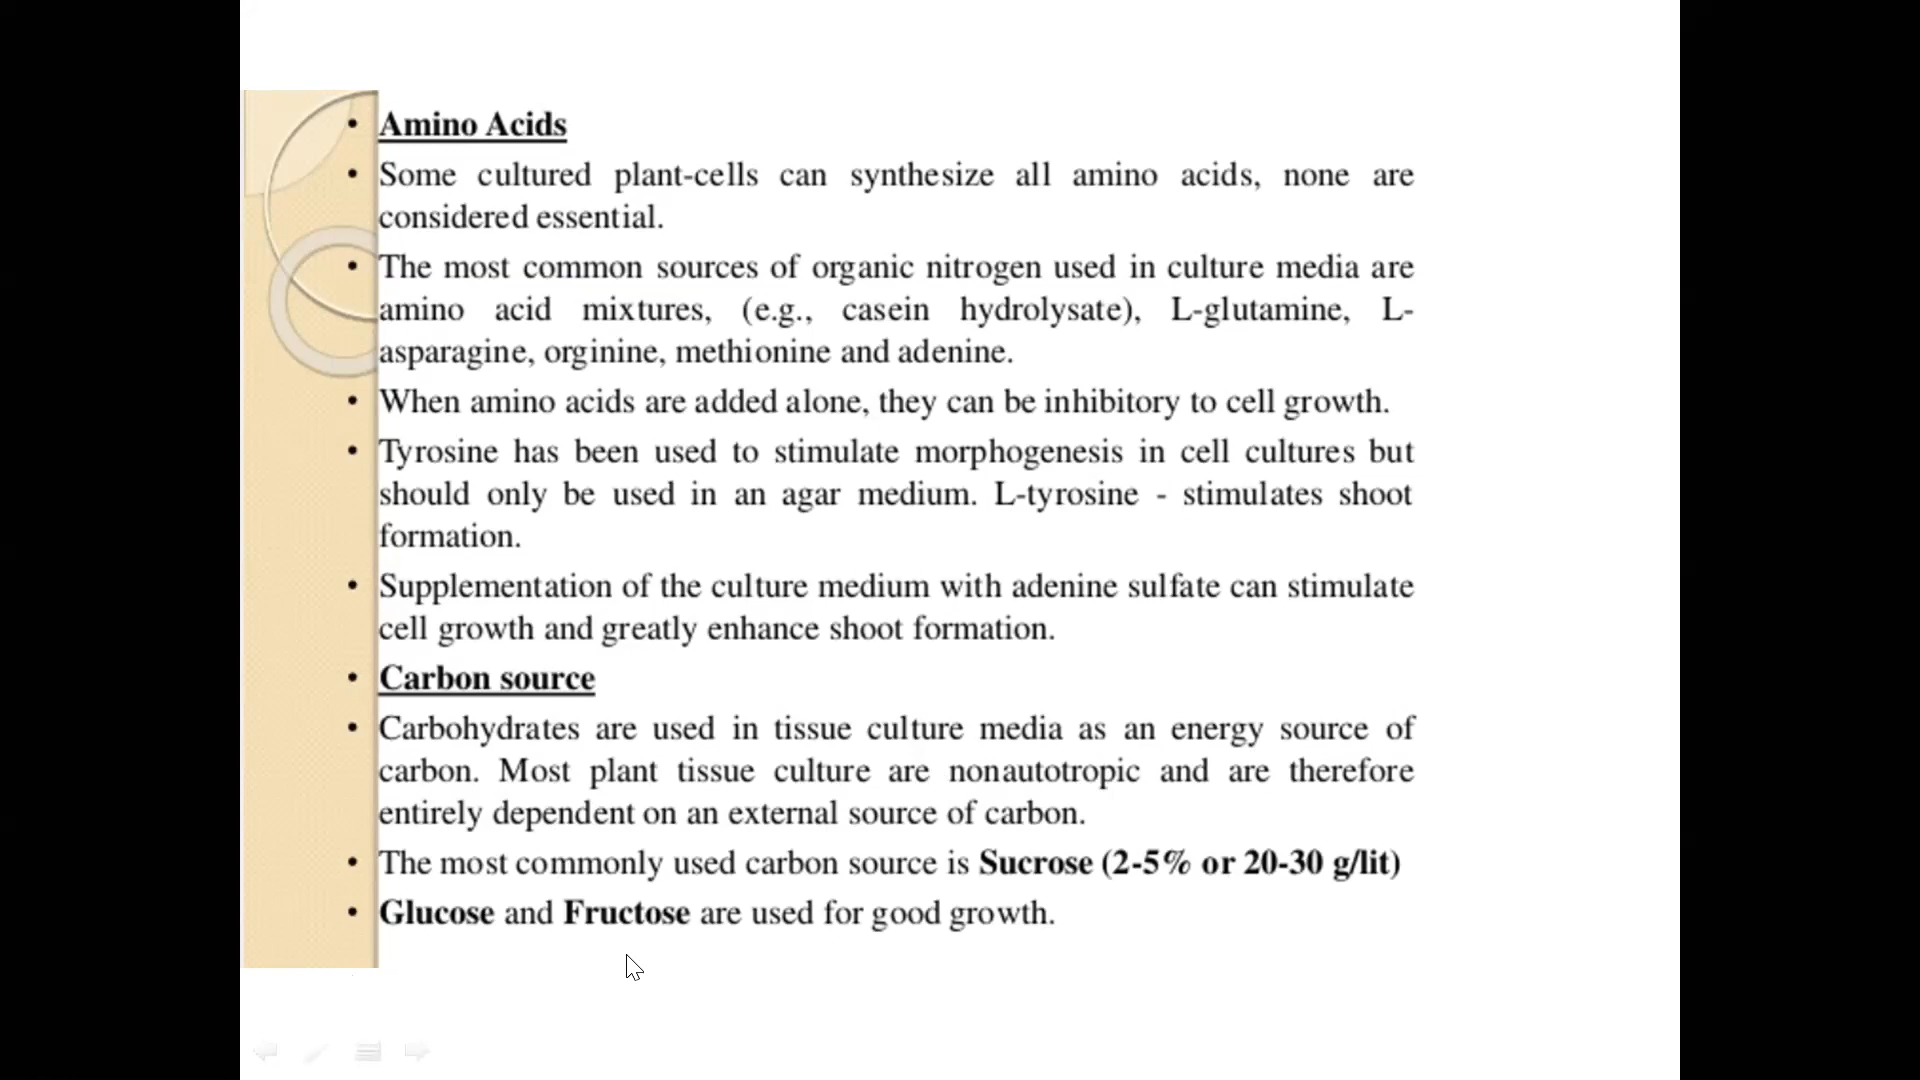 • Amino Acids
• Some cultured plant-cells can synthesize all amino acids, none are
considered essential.
• The most common sources of organic nitrogen used in culture media are
amino acid mixtures, (e.g., casein hydrolysate), L-glutamine, L-
asparagine, orginine, methionine and adenine.
• When amino acids are added alone, they can be inhibitory to cell growth.
• Tyrosine has been used to stimulate morphogenesis in cell cultures but
should only be used in an agar medium. L-tyrosine - stimulates shoot
formation.
• Supplementation of the culture medium with adenine sulfate can stimulate
cell growth and greatly enhance shoot formation.
• Carbon source
• Carbohydrates are used in tissue culture media as an energy source of
carbon. Most plant tissue culture are nonautotropic and are therefore
entirely dependent on an external source of carbon.
• The most commonly used carbon source is Sucrose (2-5% or 20-30 g/lit)
• Glucose and Fructose are used for good growth.